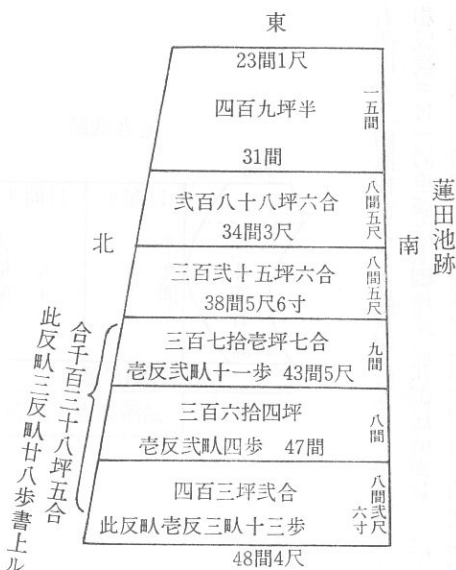 東
23間1尺
四百九坪半
一五間
31間
弐百八十八坪六合
八間五尺
34間3尺
三百弐十五坪六合
八間五尺
38間5尺6寸
三百七拾壱坪七合
九間
壱反弐畝十一歩 43間5尺
三百六拾四坪
八間
壱反弐畝四歩 47間
四百三坪弐合
八間弐尺六寸
此反畝壱反三畝十三歩
48間4尺
南
蓮田池跡
北
合千百三十八坪五合
此反畝三反畝廿八歩書上ル